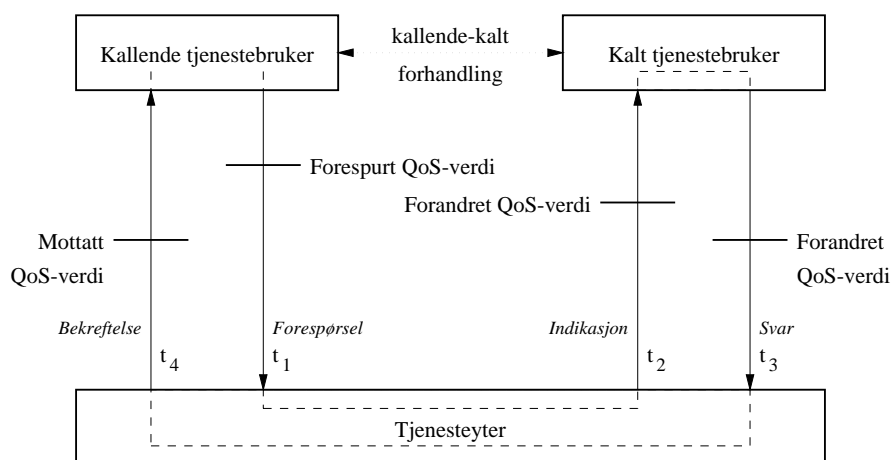 Kallende tjenestebruker
kallende-kalt
forhandling
Kalt tjenestebruker
Forespurt QoS-verdi
Forandret QoS-verdi
Mottatt
QoS-verdi
Forandret
QoS-verdi
Bekreftelse
Forespørsel
Indikasjon
Svar
t4
t1
t2
t3
Tjenesteyter